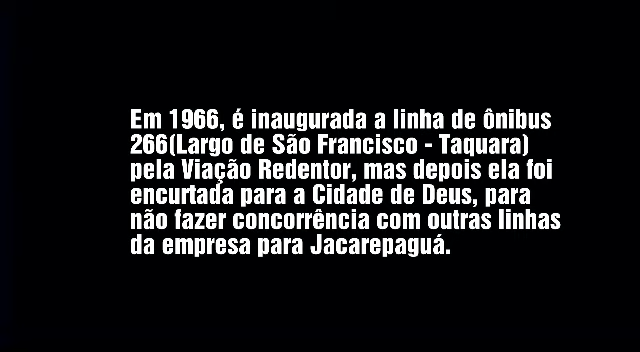 Em 1966, é inaugurada a linha de ônibus
266(Largo de São Francisco - Taquara)
pela Viação Redentor, mas depois ela foi
encurtada para a Cidade de Deus, para
não fazer concorrência com outras linhas
da empresa para Jacarepaguá.